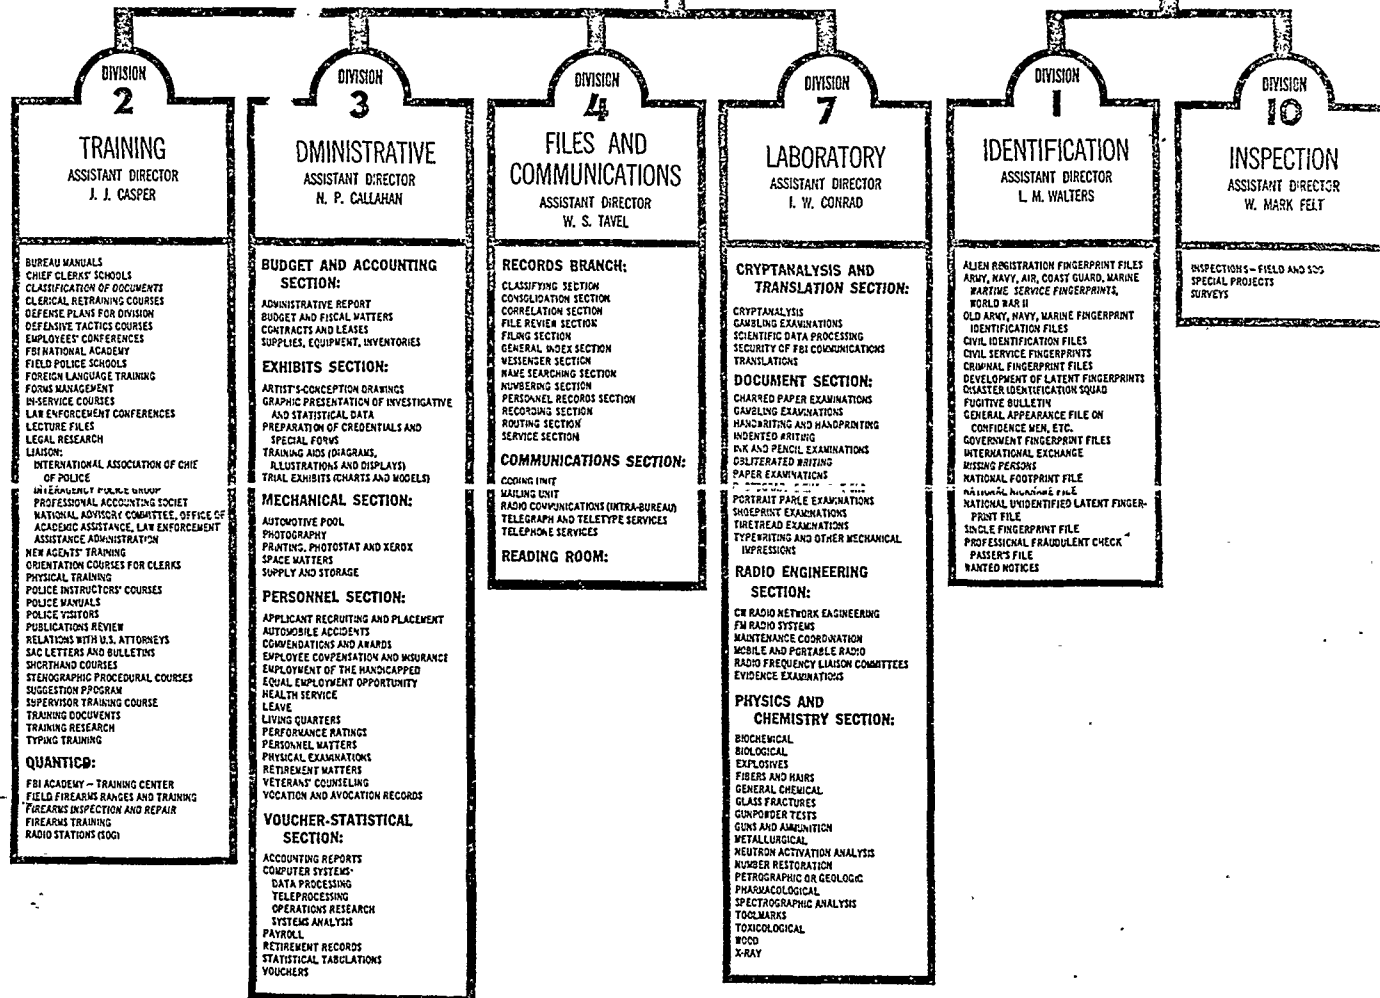 DIVISION
2
TRAINING
ASSISTANT DIRECTOR
J. J. CASPER
BUREAU MANUALS
CHIEF CLERKS' SCHOOLS
CLASSIFICATION OF DOCUMENTS
CLERICAL RETRAINING COURSES
DEFENSE PLANS FOR DIVISION
DEFENSIVE TACTICS COURSES
EMPLOYEES' CONFERENCES
FBI NATIONAL ACADEMY
FIELD POLICE SCHOOLS
FOREIGN LANGUAGE TRAINING
FORMS MANAGEMENT
IN-SERVICE COURSES
LAW ENFORCEMENT CONFERENCES
LECTURE FILES
LEGAL RESEARCH
LIAISON:
INTERNATIONAL ASSOCIATION OF CHIE
OF POLICE
INTERAGENCY POLICE GROUP
PROFESSIONAL ACCOUNTING SOCIET
NATIONAL ADVISORY COMMITTEE, OFFICE OF
ACADEMIC ASSISTANCE, LAW ENFORCEMENT
ASSISTANCE ADMINISTRATION
NEW AGENTS' TRAINING
ORIENTATION COURSES FOR CLERKS
PHYSICAL TRAINING
POLICE INSTRUCTORS' COURSES
POLICE MANUALS
POLICE VISITORS
PUBLICATIONS REVIEW
RELATIONS WITH U.S. ATTORNEYS
SAC LETTERS AND BULLETINS
SHORTHAND COURSES
STENOGRAPHIC PROCEDURAL COURSES
SUGGESTION PROGRAM
SUPERVISOR TRAINING COURSE
TRAINING DOCUMENTS
TRAINING RESEARCH
TYPING TRAINING
QUANTICO:
FBI ACADEMY - TRAINING CENTER
FIELD FIREARMS RANGES AND TRAINING
FIREARMS INSPECTION AND REPAIR
FIREARMS TRAINING
RADIO STATIONS (SOG)
DIVISION
3
DMINISTRATIVE
ASSISTANT DIRECTOR
N. P. CALLAHAN
BUDGET AND ACCOUNTING
SECTION:
ADMINISTRATIVE REPORT
BUDGET AND FISCAL MATTERS
CONTRACTS AND LEASES
SUPPLIES, EQUIPMENT, INVENTORIES
EXHIBITS SECTION:
ARTIST'S-CONCEPTION DRAWINGS
GRAPHIC PRESENTATION OF INVESTIGATIVE
AND STATISTICAL DATA
PREPARATION OF CREDENTIALS AND
SPECIAL FORMS
TRAINING AIDS (DIAGRAMS,
ILLUSTRATIONS AND DISPLAYS)
TRIAL EXHIBITS (CHARTS AND MODELS)
MECHANICAL SECTION:
AUTOMOTIVE POOL
PHOTOGRAPHY
PRINTING, PHOTOSTAT AND XEROX
SPACE MATTERS
SUPPLY AND STORAGE
PERSONNEL SECTION:
APPLICANT RECRUITING AND PLACEMENT
AUTOMOBILE ACCIDENTS
COMMENDATIONS AND AWARDS
EMPLOYEE COMPENSATION AND INSURANCE
EMPLOYMENT OF THE HANDICAPPED
EQUAL EMPLOYMENT OPPORTUNITY
HEALTH SERVICE
LEAVE
LIVING QUARTERS
PERFORMANCE RATINGS
PERSONNEL MATTERS
PHYSICAL EXAMINATIONS
RETIREMENT MATTERS
VETERANS' COUNSELING
VOCATION AND AVOCATION RECORDS
VOUCHER-STATISTICAL
SECTION:
ACCOUNTING REPORTS
COMPUTER SYSTEMS-
DATA PROCESSING
TELEPROCESSING
OPERATIONS RESEARCH
SYSTEMS ANALYSIS
PAYROLL
RETIREMENT RECORDS
STATISTICAL TABULATIONS
VOUCHERS
DIVISION
4
FILES AND
COMMUNICATIONS
ASSISTANT DIRECTOR
W. S. TAVEL
RECORDS BRANCH:
CLASSIFYING SECTION
CONSOLIDATION SECTION
CORRELATION SECTION
FILE REVIEW SECTION
FILING SECTION
GENERAL INDEX SECTION
MESSENGER SECTION
NAME SEARCHING SECTION
NUMBERING SECTION
PERSONNEL RECORDS SECTION
RECORDING SECTION
ROUTING SECTION
SERVICE SECTION
COMMUNICATIONS SECTION:
CODING UNIT
MAILING UNIT
RADIO COMMUNICATIONS (INTRA-BUREAU)
TELEGRAPH AND TELETYPE SERVICES
TELEPHONE SERVICES
READING ROOM:
DIVISION
7
LABORATORY
ASSISTANT DIRECTOR
I. W. CONRAD
CRYPTANALYSIS AND
TRANSLATION SECTION:
CRYPTANALYSIS
GAMBLING EXAMINATIONS
SCIENTIFIC DATA PROCESSING
SECURITY OF FBI COMMUNICATIONS
TRANSLATIONS
DOCUMENT SECTION:
CHARRED PAPER EXAMINATIONS
GAMBLING EXAMINATIONS
HANDWRITING AND HANDPRINTING
INDENTED WRITING
INK AND PENCIL EXAMINATIONS
OBLITERATED WRITING
PAPER EXAMINATIONS
PORTRAIT PARLE EXAMINATIONS
SHOEPRINT EXAMINATIONS
TIRETREAD EXAMINATIONS
TYPEWRITING AND OTHER MECHANICAL
IMPRESSIONS
RADIO ENGINEERING
SECTION:
CW RADIO NETWORK ENGINEERING
FM RADIO SYSTEMS
MAINTENANCE COORDINATION
MOBILE AND PORTABLE RADIO
RADIO FREQUENCY LIAISON COMMITTEES
EVIDENCE EXAMINATIONS
PHYSICS AND
CHEMISTRY SECTION:
BIOCHEMICAL
BIOLOGICAL
EXPLOSIVES
FIBERS AND HAIRS
GENERAL CHEMICAL
GLASS FRACTURES
GUNPOWDER TESTS
GUNS AND AMMUNITION
METALLURGICAL
NEUTRON ACTIVATION ANALYSIS
NUMBER RESTORATION
PETROGRAPHIC OR GEOLOGIC
PHARMACOLOGICAL
SPECTROGRAPHIC ANALYSIS
TOOLMARKS
TOXICOLOGICAL
WOOD
X-RAY
DIVISION
1
IDENTIFICATION
ASSISTANT DIRECTOR
L. M. WALTERS
ALIEN REGISTRATION FINGERPRINT FILES
ARMY, NAVY, AIR, COAST GUARD, MARINE
WARTIME SERVICE FINGERPRINTS,
WORLD WAR II
OLD ARMY, NAVY, MARINE FINGERPRINT
IDENTIFICATION FILES
CIVIL IDENTIFICATION FILES
CIVIL SERVICE FINGERPRINTS
CRIMINAL FINGERPRINT FILES
DEVELOPMENT OF LATENT FINGERPRINTS
DISASTER IDENTIFICATION SQUAD
FUGITIVE BULLETIN
GENERAL APPEARANCE FILE ON
CONFIDENCE MEN, ETC.
GOVERNMENT FINGERPRINT FILES
INTERNATIONAL EXCHANGE
MISSING PERSONS
NATIONAL FOOTPRINT FILE
NATIONAL NICKNAME FILE
NATIONAL UNIDENTIFIED LATENT FINGER-
PRINT FILE
SINGLE FINGERPRINT FILE
PROFESSIONAL FRAUDULENT CHECK
PASSER'S FILE
WANTED NOTICES
DIVISION
10
INSPECTION
ASSISTANT DIRECTOR
W. MARK FELT
INSPECTIONS - FIELD AND SOG
SPECIAL PROJECTS
SURVEYS